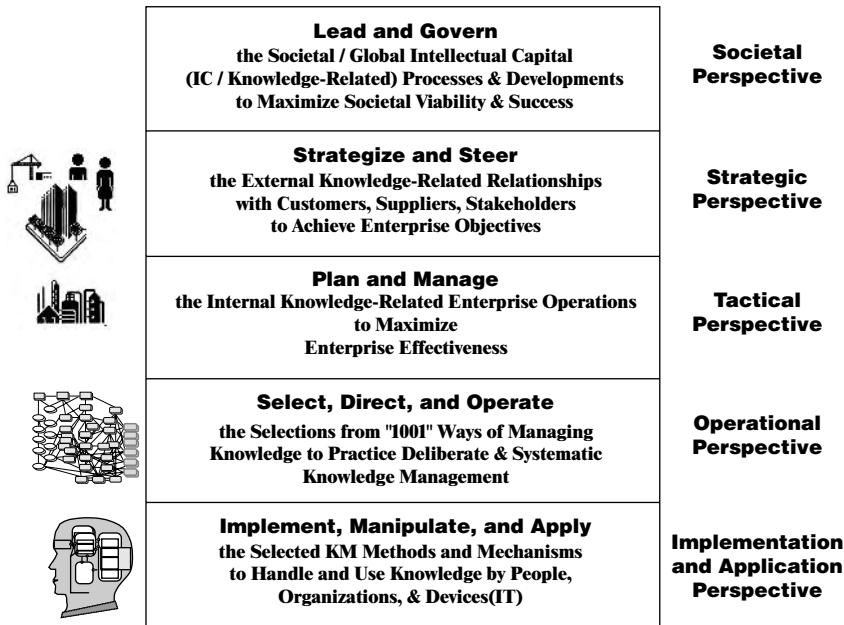 Lead and Govern
the Societal / Global Intellectual Capital
(IC / Knowledge-Related) Processes & Developments
to Maximize Societal Viability & Success
Societal
Perspective
Strategize and Steer
the External Knowledge-Related Relationships
with Customers, Suppliers, Stakeholders
to Achieve Enterprise Objectives
Strategic
Perspective
Plan and Manage
the Internal Knowledge-Related Enterprise Operations
to Maximize
Enterprise Effectiveness
Tactical
Perspective
Select, Direct, and Operate
the Selections from "1001" Ways of Managing
Knowledge to Practice Deliberate & Systematic
Knowledge Management
Operational
Perspective
Implement, Manipulate, and Apply
the Selected KM Methods and Mechanisms
to Handle and Use Knowledge by People,
Organizations, & Devices(IT)
Implementation
and Application
Perspective